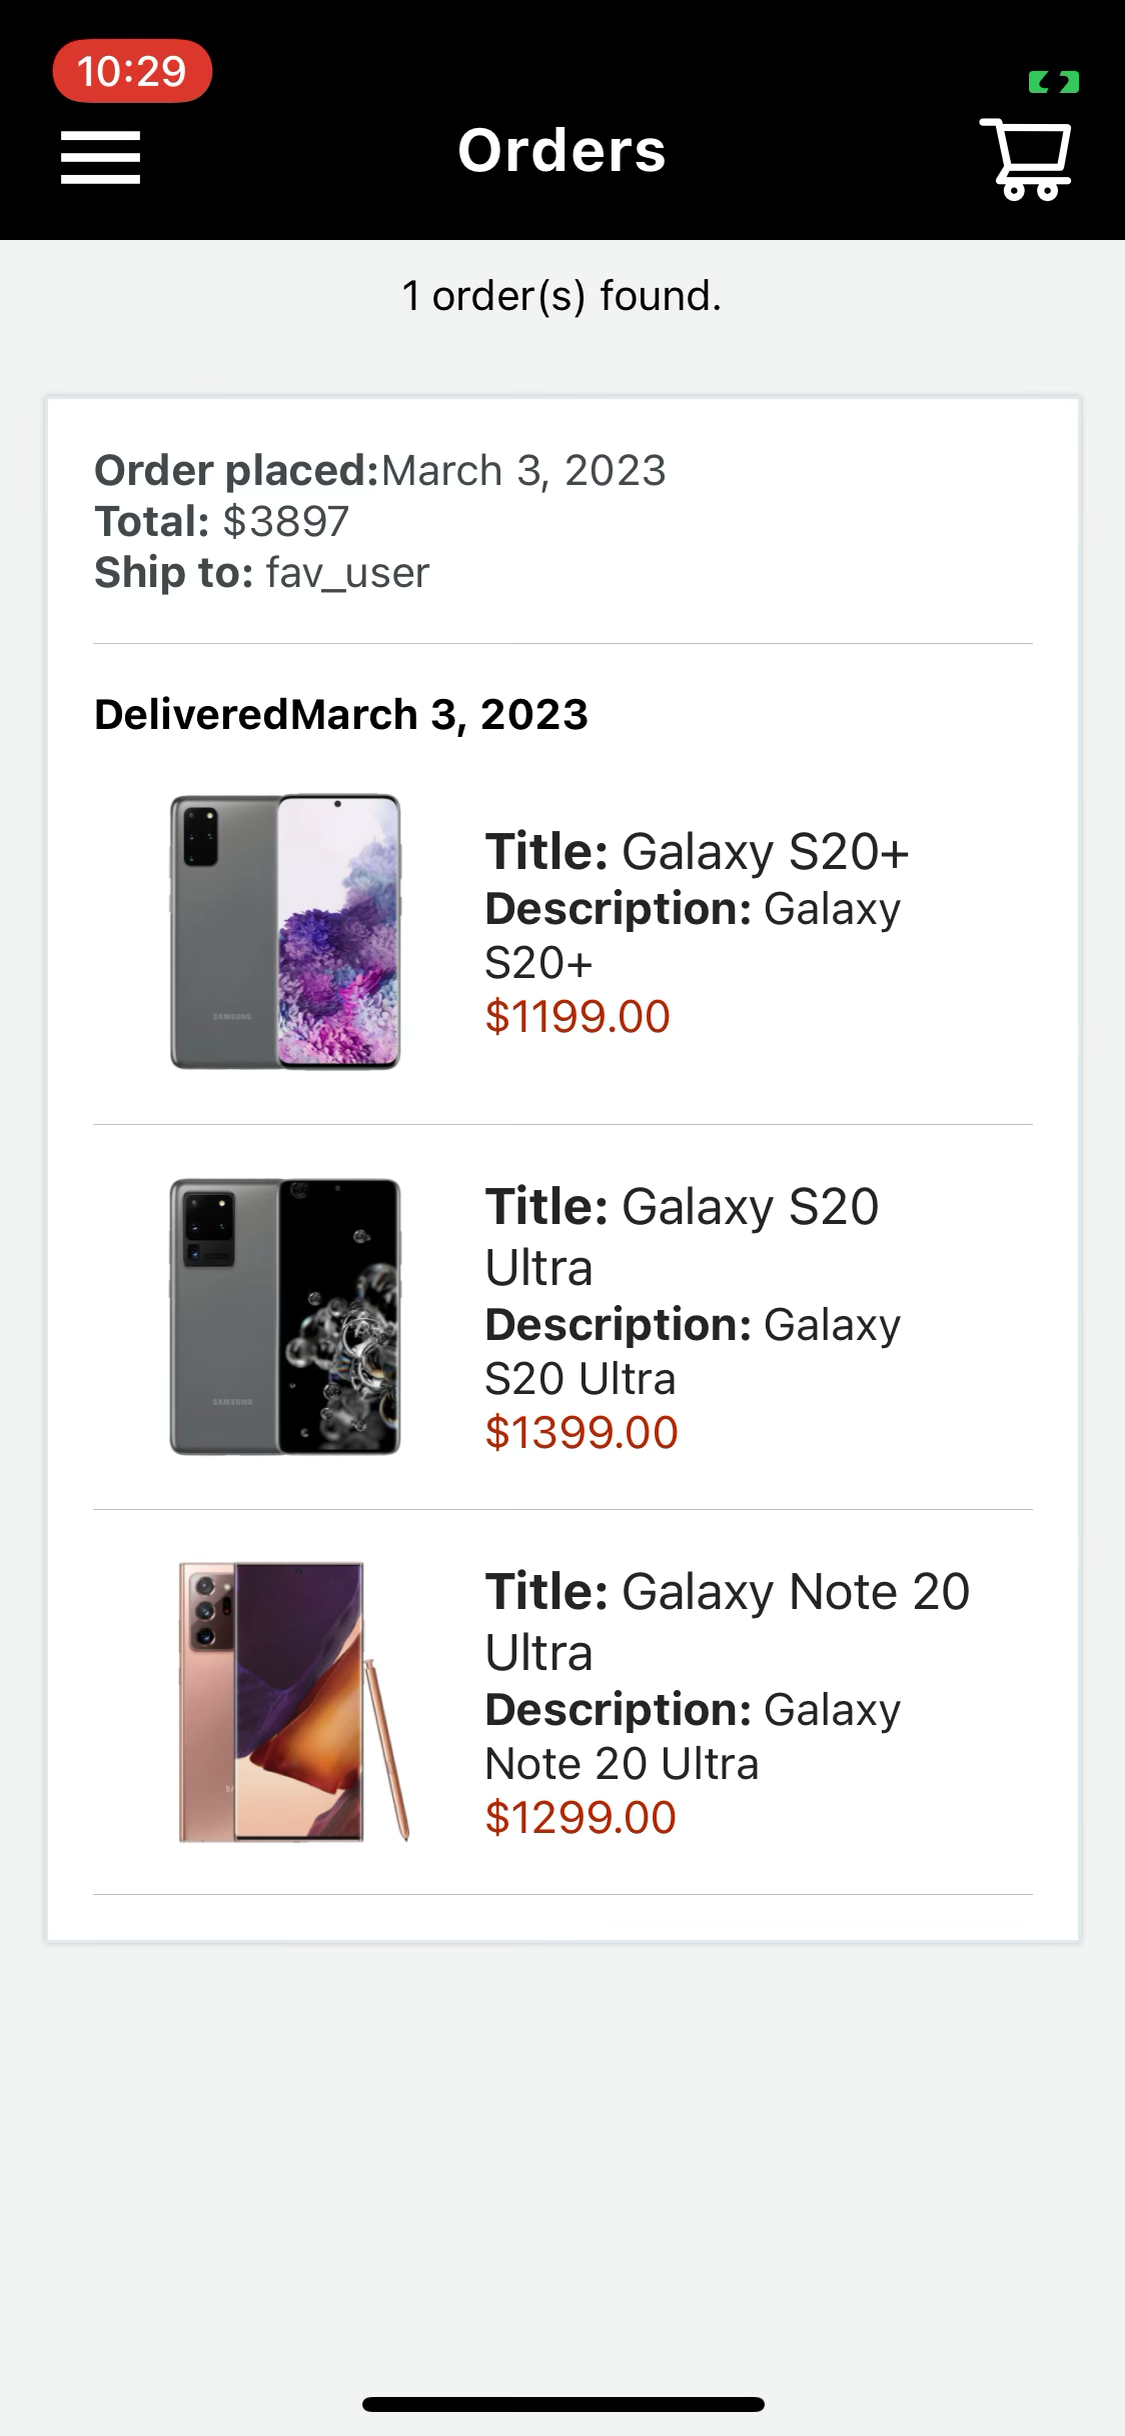 10:29
Orders
1 order(s) found.
Order placed:March 3, 2023
Total: $3897
Ship to: fav_user
DeliveredMarch 3, 2023
SAMSUNG
Title: Galaxy S20+
Description: Galaxy
S20+
$1199.00
SAMSUNG
Title: Galaxy S20
Ultra
Description: Galaxy
S20 Ultra
$1399.00
Title: Galaxy Note 20
Ultra
Description: Galaxy
Note 20 Ultra
$1299.00